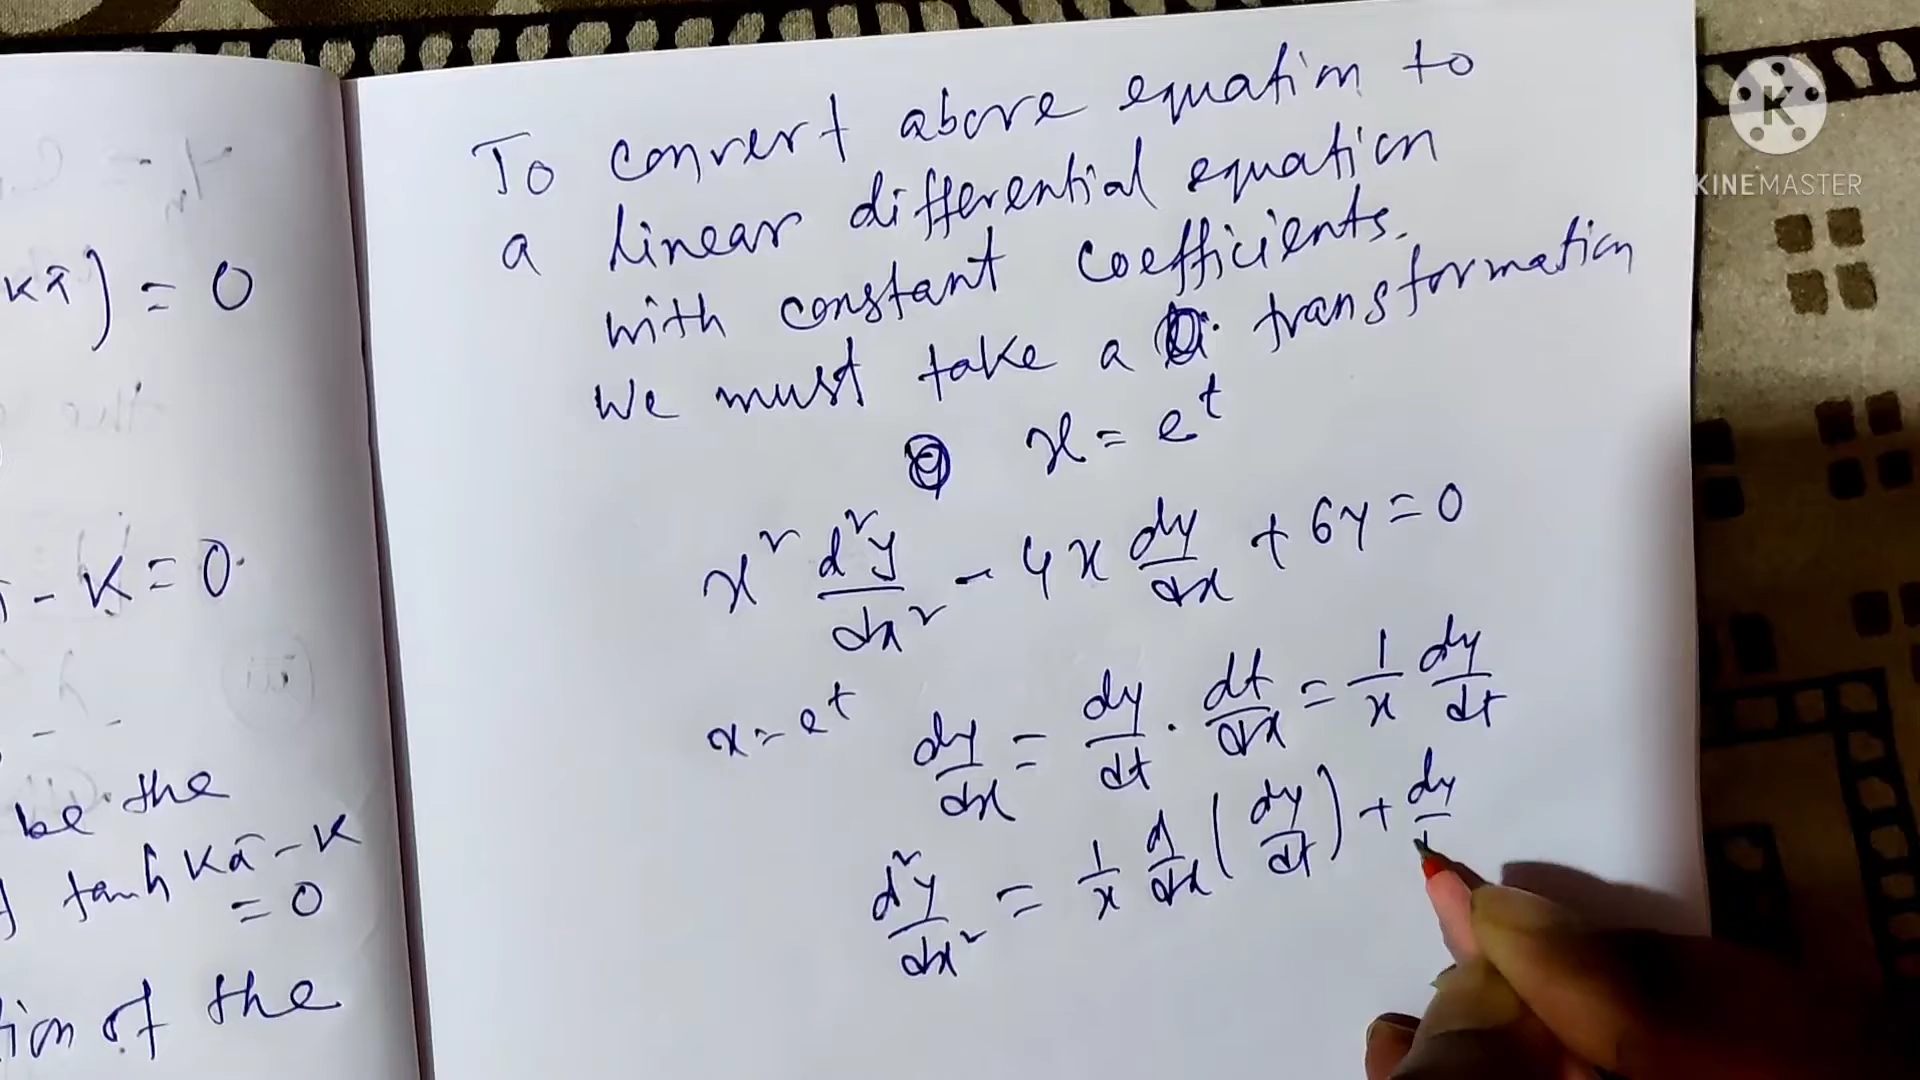 To convert above equation to
a linear differential equation
with constant coefficients.
We must take a transformation
x = e^t
x² d²y/dx² - 4x dy/dx + 6y = 0
x = e^t dy/dx = dy/dt · dt/dx = 1/x dy/dt
d²y/dx² = 1/x d/dx (dy/dt) + dy
) = 0
- K = 0.
be the
tanh Kā - K
= 0
of the
KINEMASTER